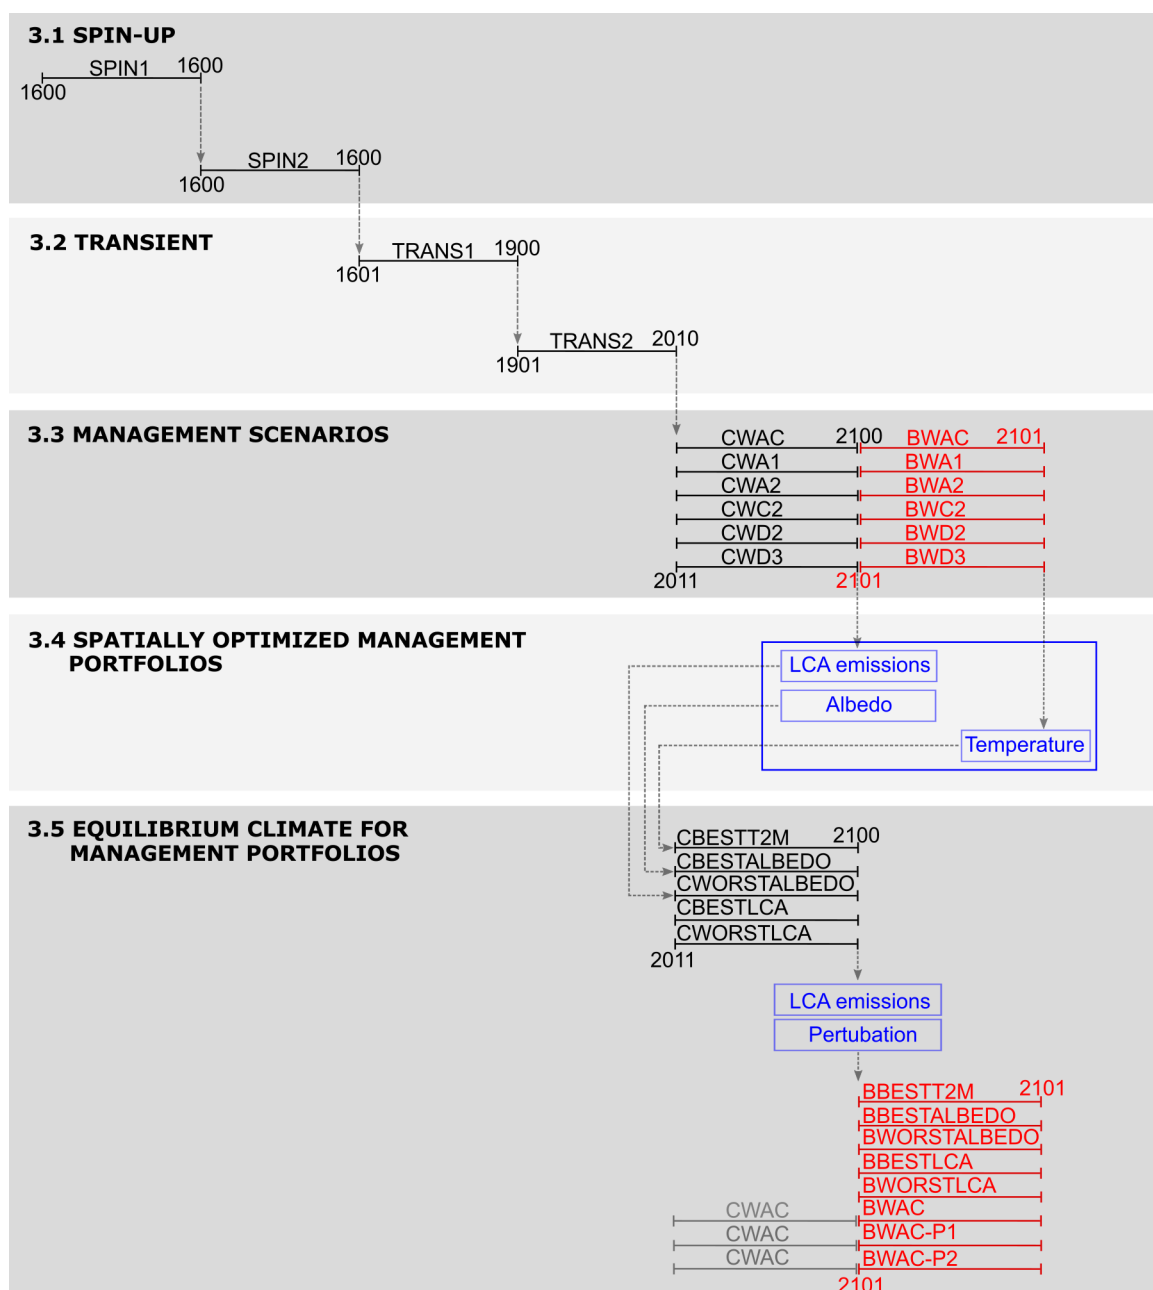 3.1 SPIN-UP
SPIN1 1600
1600
SPIN2 1600
1600
3.2 TRANSIENT
TRANS1 1900
1601
TRANS2 2010
1901
3.3 MANAGEMENT SCENARIOS
CWAC 2100 BWAC 2101
CWA1 BWA1
CWA2 BWA2
CWC2 BWC2
CWD2 BWD2
CWD3 BWD3
2011 2101
3.4 SPATIALLY OPTIMIZED MANAGEMENT
PORTFOLIOS
LCA emissions
Albedo
Temperature
3.5 EQUILIBRIUM CLIMATE FOR
MANAGEMENT PORTFOLIOS
CBESTT2M 2100
CBESTALBEDO
CWORSTALBEDO
CBESTLCA
CWORSTLCA
2011
LCA emissions
Pertubation
BBESTT2M 2101
BBESTALBEDO
BWORSTALBEDO
BBESTLCA
BWORSTLCA
CWAC BWAC
CWAC BWAC-P1
CWAC BWAC-P2
2101